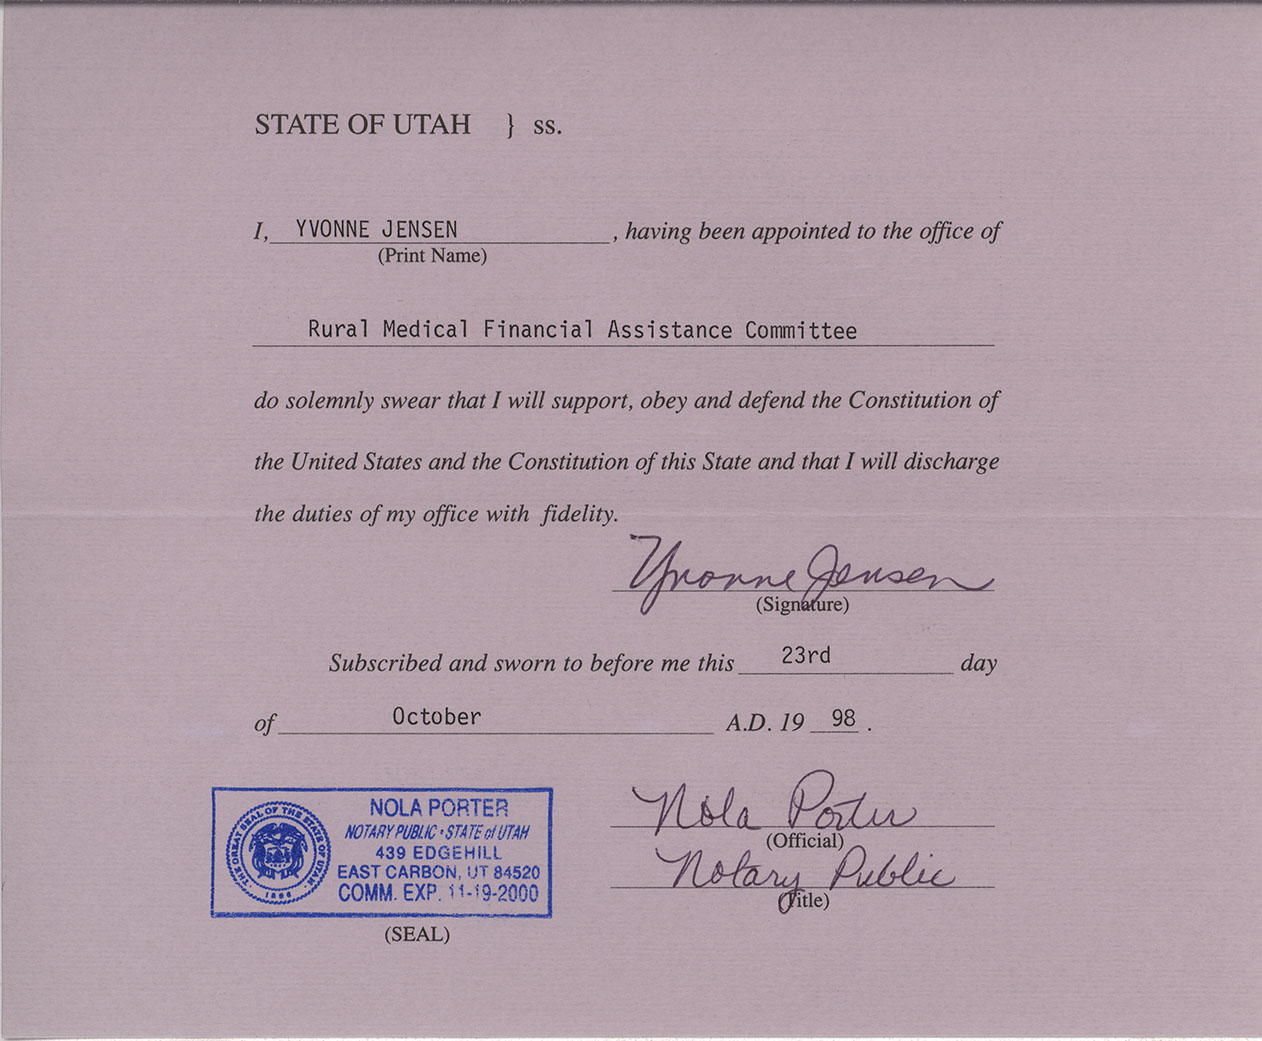 STATE OF UTAH } ss.
I, YVONNE JENSEN , having been appointed to the office of
(Print Name)
Rural Medical Financial Assistance Committee
do solemnly swear that I will support, obey and defend the Constitution of
the United States and the Constitution of this State and that I will discharge
the duties of my office with fidelity.
Yvonne Jensen
(Signature)
Subscribed and sworn to before me this 23rd day
of October A.D. 19 98 .
Nola Porter
(Official)
Notary Public
(Title)
THE GREAT SEAL OF THE STATE OF UTAH
1896
NOLA PORTER
NOTARY PUBLIC • STATE of UTAH
439 EDGEHILL
EAST CARBON, UT 84520
COMM. EXP. 11-19-2000
(SEAL)